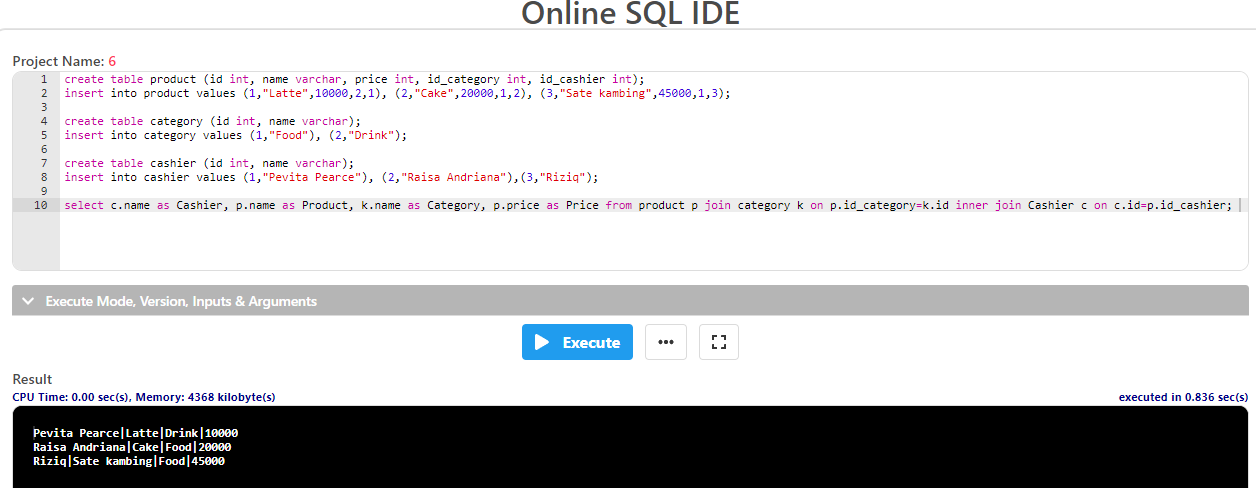 Online SQL IDE
Project Name: 6
1 create table product (id int, name varchar, price int, id_category int, id_cashier int);
2 insert into product values (1,"Latte",10000,2,1), (2,"Cake",20000,1,2), (3,"Sate kambing",45000,1,3);
3
4 create table category (id int, name varchar);
5 insert into category values (1,"Food"), (2,"Drink");
6
7 create table cashier (id int, name varchar);
8 insert into cashier values (1,"Pevita Pearce"), (2,"Raisa Andriana"),(3,"Riziq");
9
10 select c.name as Cashier, p.name as Product, k.name as Category, p.price as Price from product p join category k on p.id_category=k.id inner join Cashier c on c.id=p.id_cashier;
Execute Mode, Version, Inputs & Arguments
Execute
Result
CPU Time: 0.00 sec(s), Memory: 4368 kilobyte(s) executed in 0.836 sec(s)
Pevita Pearce|Latte|Drink|10000
Raisa Andriana|Cake|Food|20000
Riziq|Sate kambing|Food|45000